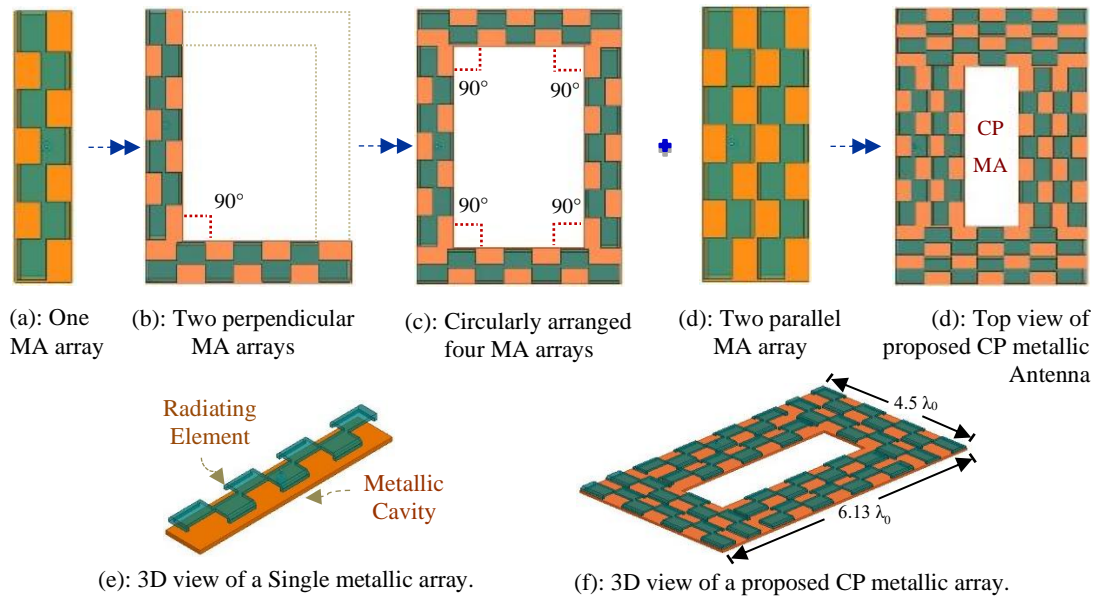 90°
90°
90°
90°
90°
CP
MA
(a): One
MA array
(b): Two perpendicular
MA arrays
(c): Circularly arranged
four MA arrays
(d): Two parallel
MA array
(d): Top view of
proposed CP metallic
Antenna
Radiating
Element
Metallic
Cavity
(e): 3D view of a Single metallic array.
4.5 λ₀
6.13 λ₀
(f): 3D view of a proposed CP metallic array.